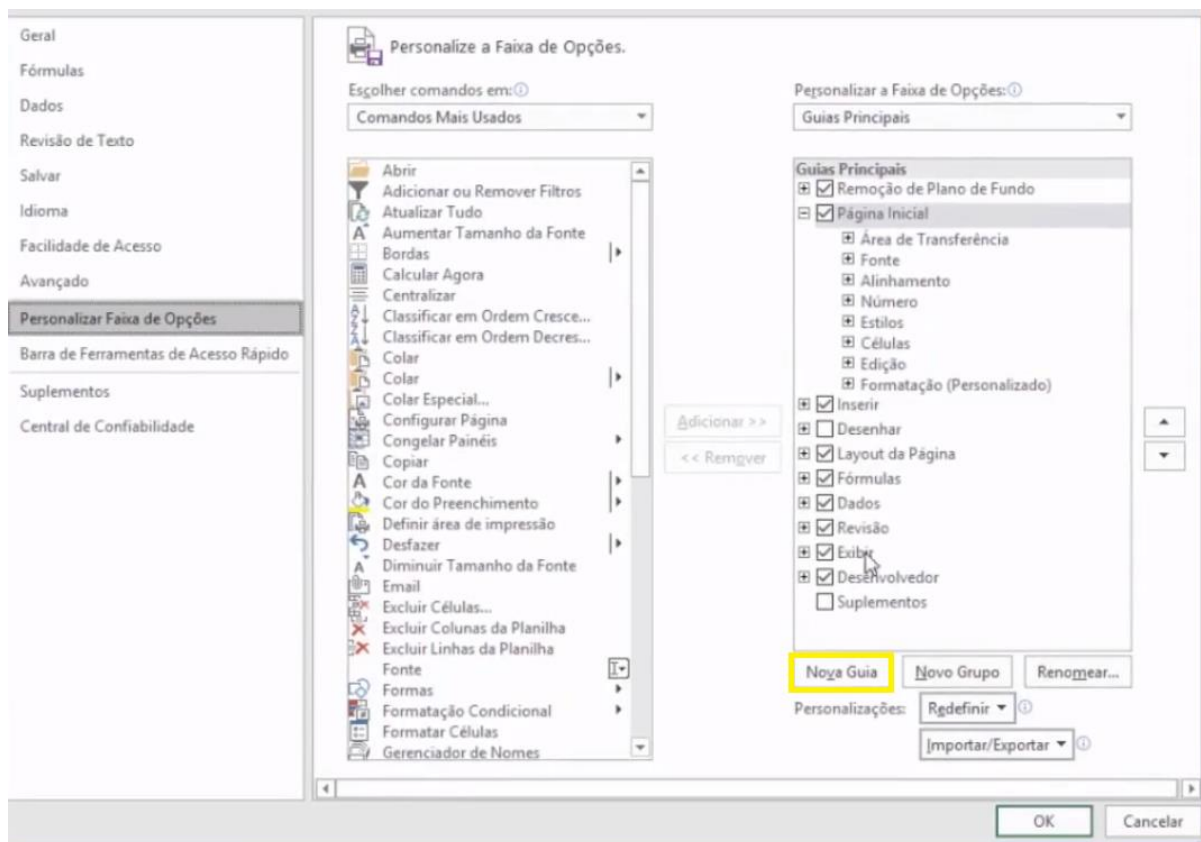 Geral
Fórmulas
Dados
Revisão de Texto
Salvar
Idioma
Facilidade de Acesso
Avançado
Personalizar Faixa de Opções
Barra de Ferramentas de Acesso Rápido
Suplementos
Central de Confiabilidade
Personalize a Faixa de Opções.
Escolher comandos em:
Comandos Mais Usados
Abrir
Adicionar ou Remover Filtros
Atualizar Tudo
Aumentar Tamanho da Fonte
Bordas
Calcular Agora
Centralizar
Classificar em Ordem Cresce...
Classificar em Ordem Decres...
Colar
Colar
Colar Especial...
Configurar Página
Congelar Painéis
Copiar
Cor da Fonte
Cor do Preenchimento
Definir área de impressão
Desfazer
Diminuir Tamanho da Fonte
Email
Excluir Células...
Excluir Colunas da Planilha
Excluir Linhas da Planilha
Fonte
Formas
Formatação Condicional
Formatar Células
Gerenciador de Nomes
Adicionar >>
<< Remover
Personalizar a Faixa de Opções:
Guias Principais
Guias Principais
Remoção de Plano de Fundo
Página Inicial
Área de Transferência
Fonte
Alinhamento
Número
Estilos
Células
Edição
Formatação (Personalizado)
Inserir
Desenhar
Layout da Página
Fórmulas
Dados
Revisão
Exibir
Desenvolvedor
Suplementos
Nova Guia
Novo Grupo
Renomear...
Personalizações:
Redefinir
Importar/Exportar
OK
Cancelar